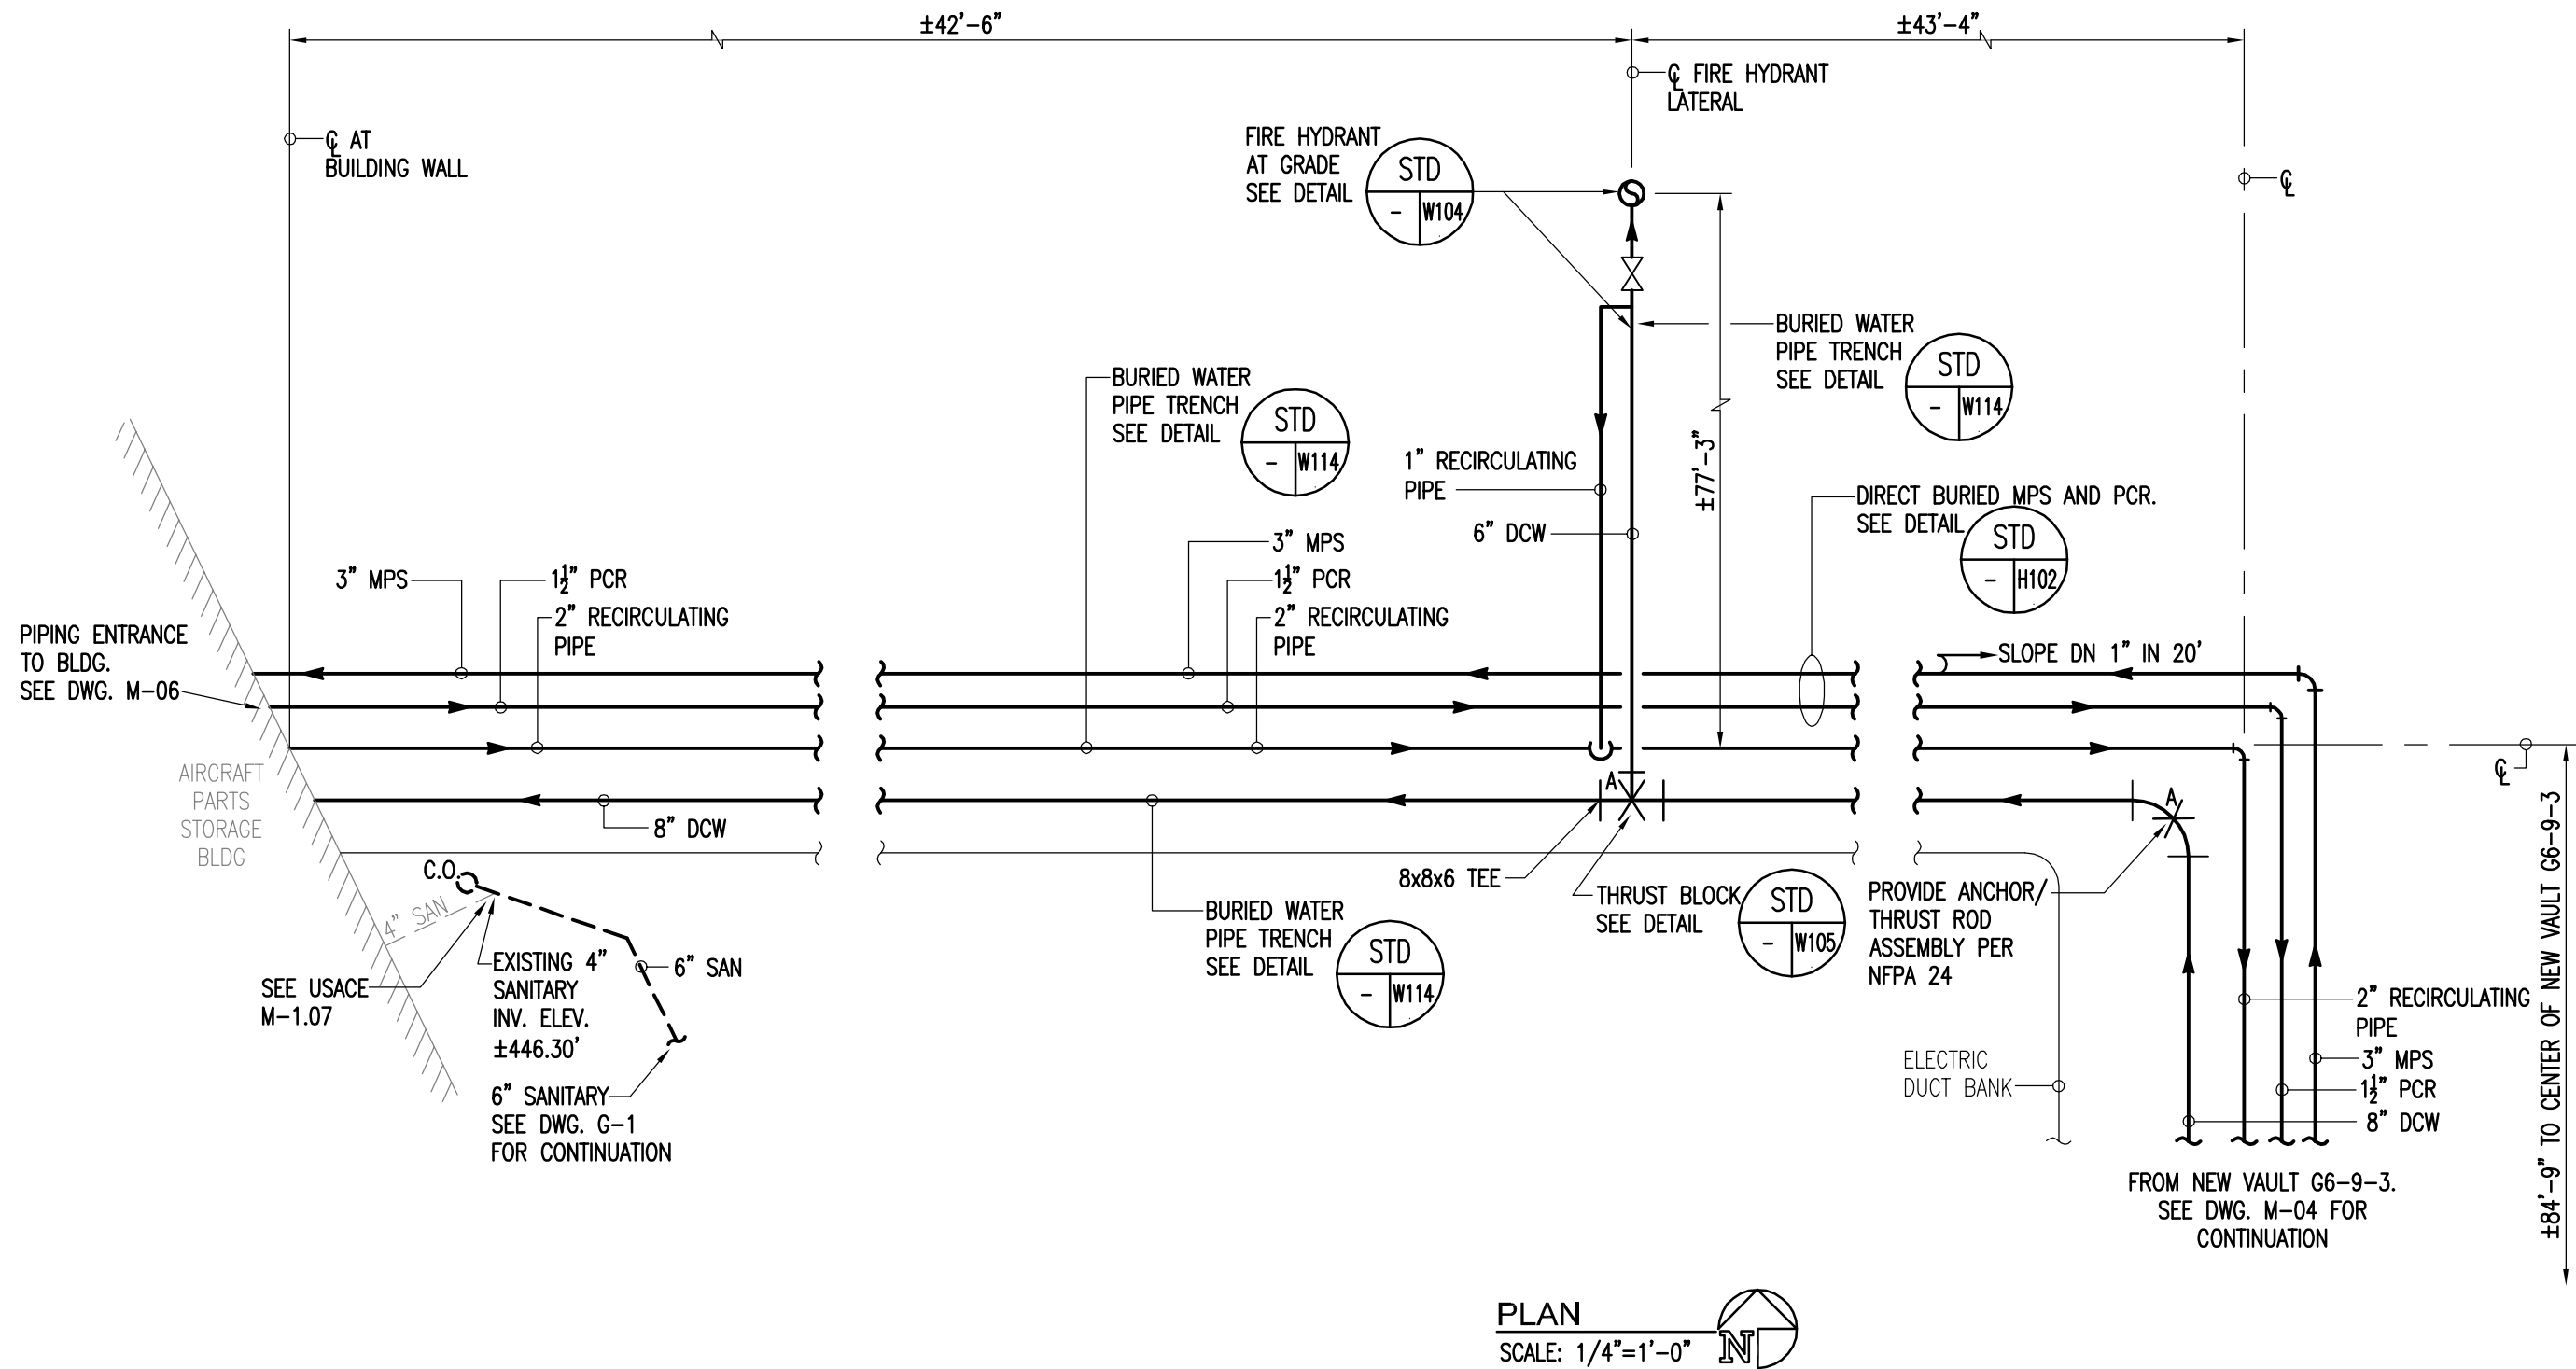 ±42'-6"
±43'-4"
℄ FIRE HYDRANT
LATERAL
℄ AT
BUILDING WALL
FIRE HYDRANT
AT GRADE
SEE DETAIL
STD
- W104
℄
BURIED WATER
PIPE TRENCH
SEE DETAIL
STD
- W114
BURIED WATER
PIPE TRENCH
SEE DETAIL
STD
- W114
±77'-3"
1" RECIRCULATING
PIPE
6" DCW
DIRECT BURIED MPS AND PCR.
SEE DETAIL
STD
- H102
3" MPS
1½" PCR
2" RECIRCULATING
PIPE
3" MPS
1½" PCR
2" RECIRCULATING
PIPE
PIPING ENTRANCE
TO BLDG.
SEE DWG. M-06
SLOPE DN 1" IN 20'
AIRCRAFT
PARTS
STORAGE
BLDG
8" DCW
A
A
℄
C.O.
4" SAN
8x8x6 TEE
THRUST BLOCK
SEE DETAIL
STD
- W105
PROVIDE ANCHOR/
THRUST ROD
ASSEMBLY PER
NFPA 24
BURIED WATER
PIPE TRENCH
SEE DETAIL
STD
- W114
SEE USACE
M-1.07
EXISTING 4"
SANITARY
INV. ELEV.
±446.30'
6" SAN
6" SANITARY
SEE DWG. G-1
FOR CONTINUATION
ELECTRIC
DUCT BANK
2" RECIRCULATING
PIPE
3" MPS
1½" PCR
8" DCW
±84'-9" TO CENTER OF NEW VAULT G6-9-3
FROM NEW VAULT G6-9-3.
SEE DWG. M-04 FOR
CONTINUATION
PLAN
SCALE: 1/4"=1'-0"
N